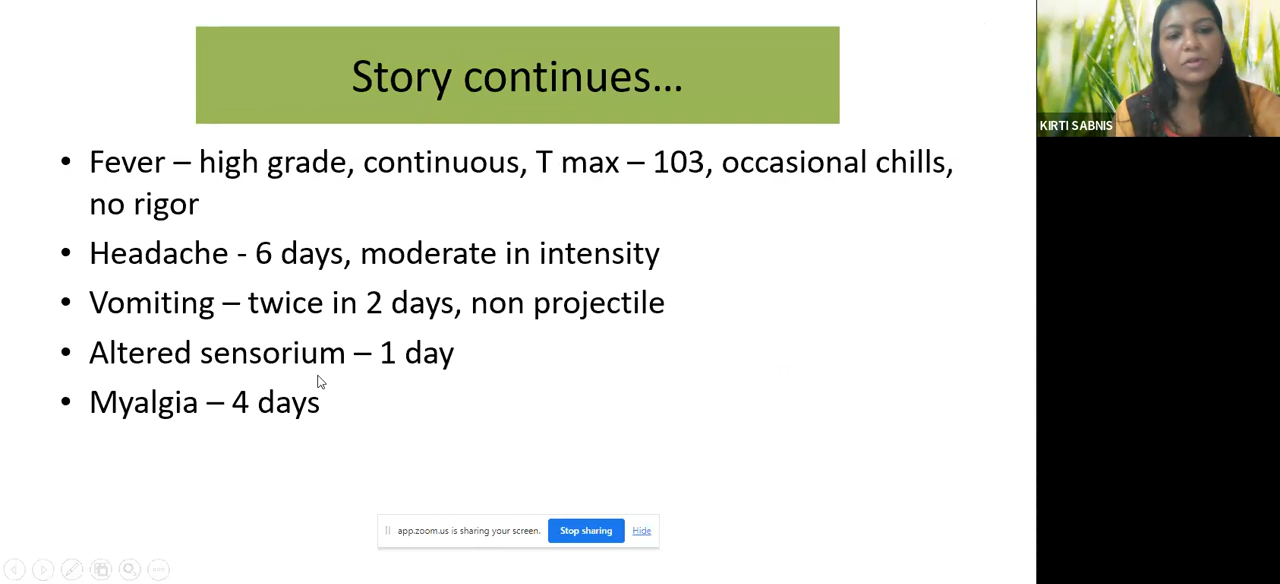 Story continues…
• Fever – high grade, continuous, T max – 103, occasional chills,
no rigor
• Headache - 6 days, moderate in intensity
• Vomiting – twice in 2 days, non projectile
• Altered sensorium – 1 day
• Myalgia – 4 days
KIRTI SABNIS
app.zoom.us is sharing your screen. Stop sharing Hide